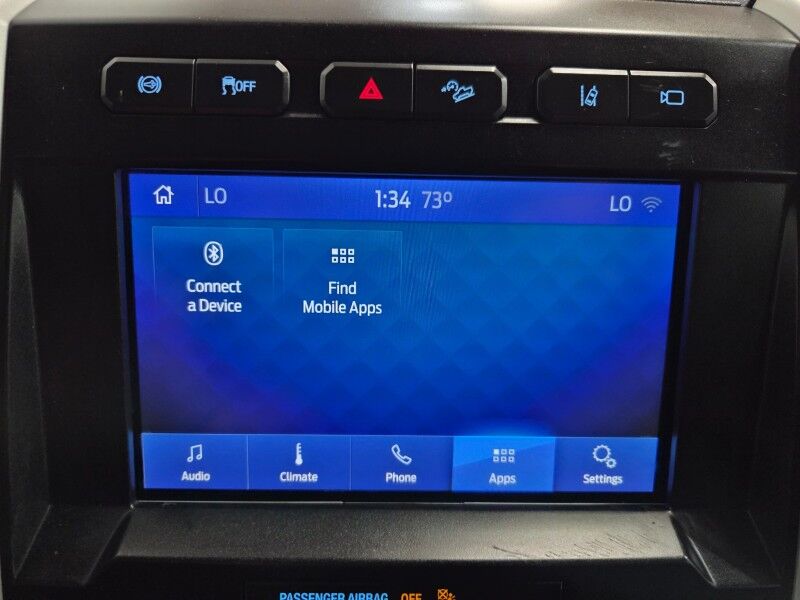 OFF
LO 1:34 73° LO
Connect
a Device
Find
Mobile Apps
Audio Climate Phone Apps Settings
PASSENGER AIRBAG OFF